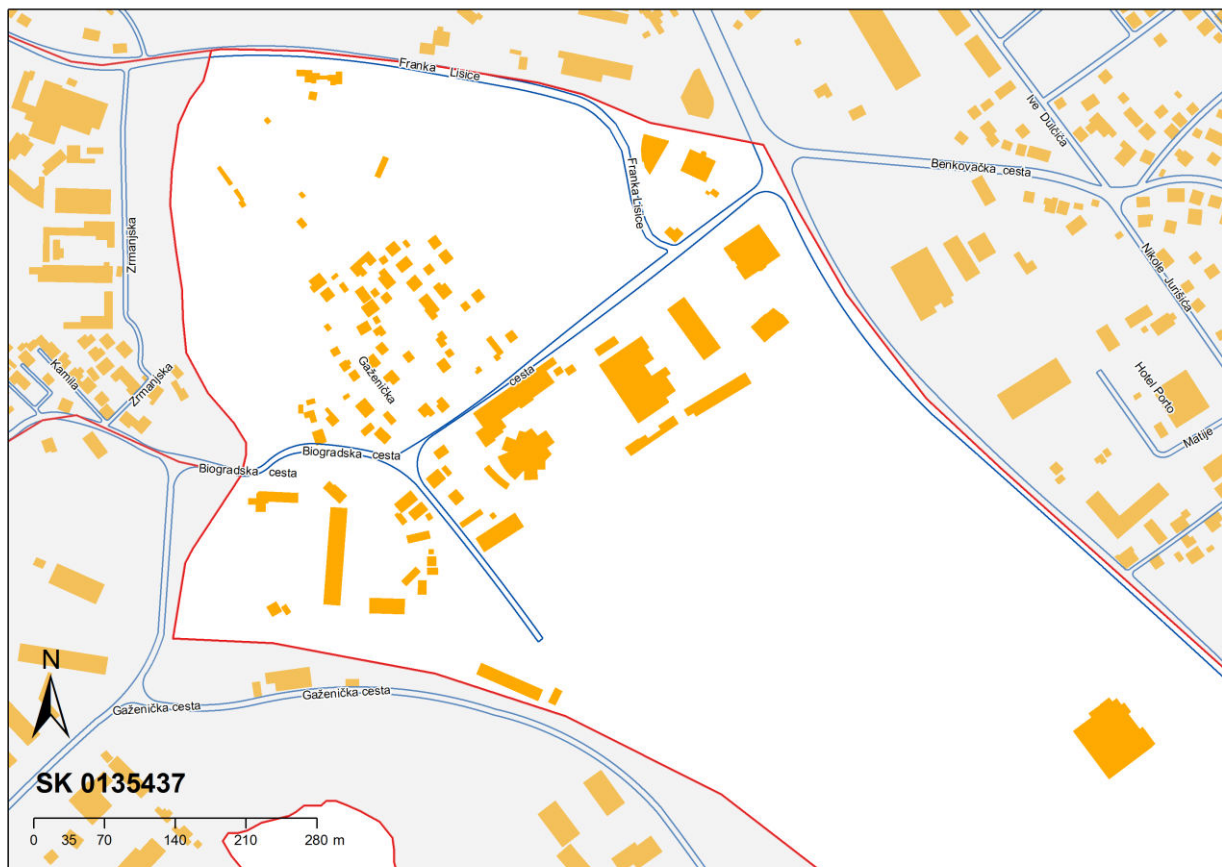 Franka Lisice
Ive Dulčića
Benkovačka cesta
Franka Lisice
Zrmanjska
Nikole Jurišića
Kamila
Zrmanjska
Gaženička
cesta
Hotel Porto
Matije
Biogradska cesta
Biogradska cesta
N
Gaženička cesta
Gaženička cesta
SK 0135437
0 35 70 140 210 280 m